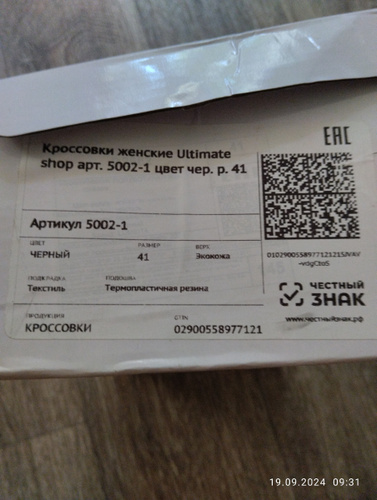 Кроссовки женские Ultimate
shop арт. 5002-1 цвет чер. р. 41
EAC
Артикул 5002-1
ЦВЕТ РАЗМЕР ВЕРХ
ЧЕРНЫЙ 41 Экокожа
ПОДКЛАДКА ПОДОШВА
Текстиль Термопластичная резина
ПРОДУКЦИЯ GTIN
КРОССОВКИ 02900558977121
ЧЕСТНЫЙ
ЗНАК
www.честныйзнак.рф
19.09.2024 09:31